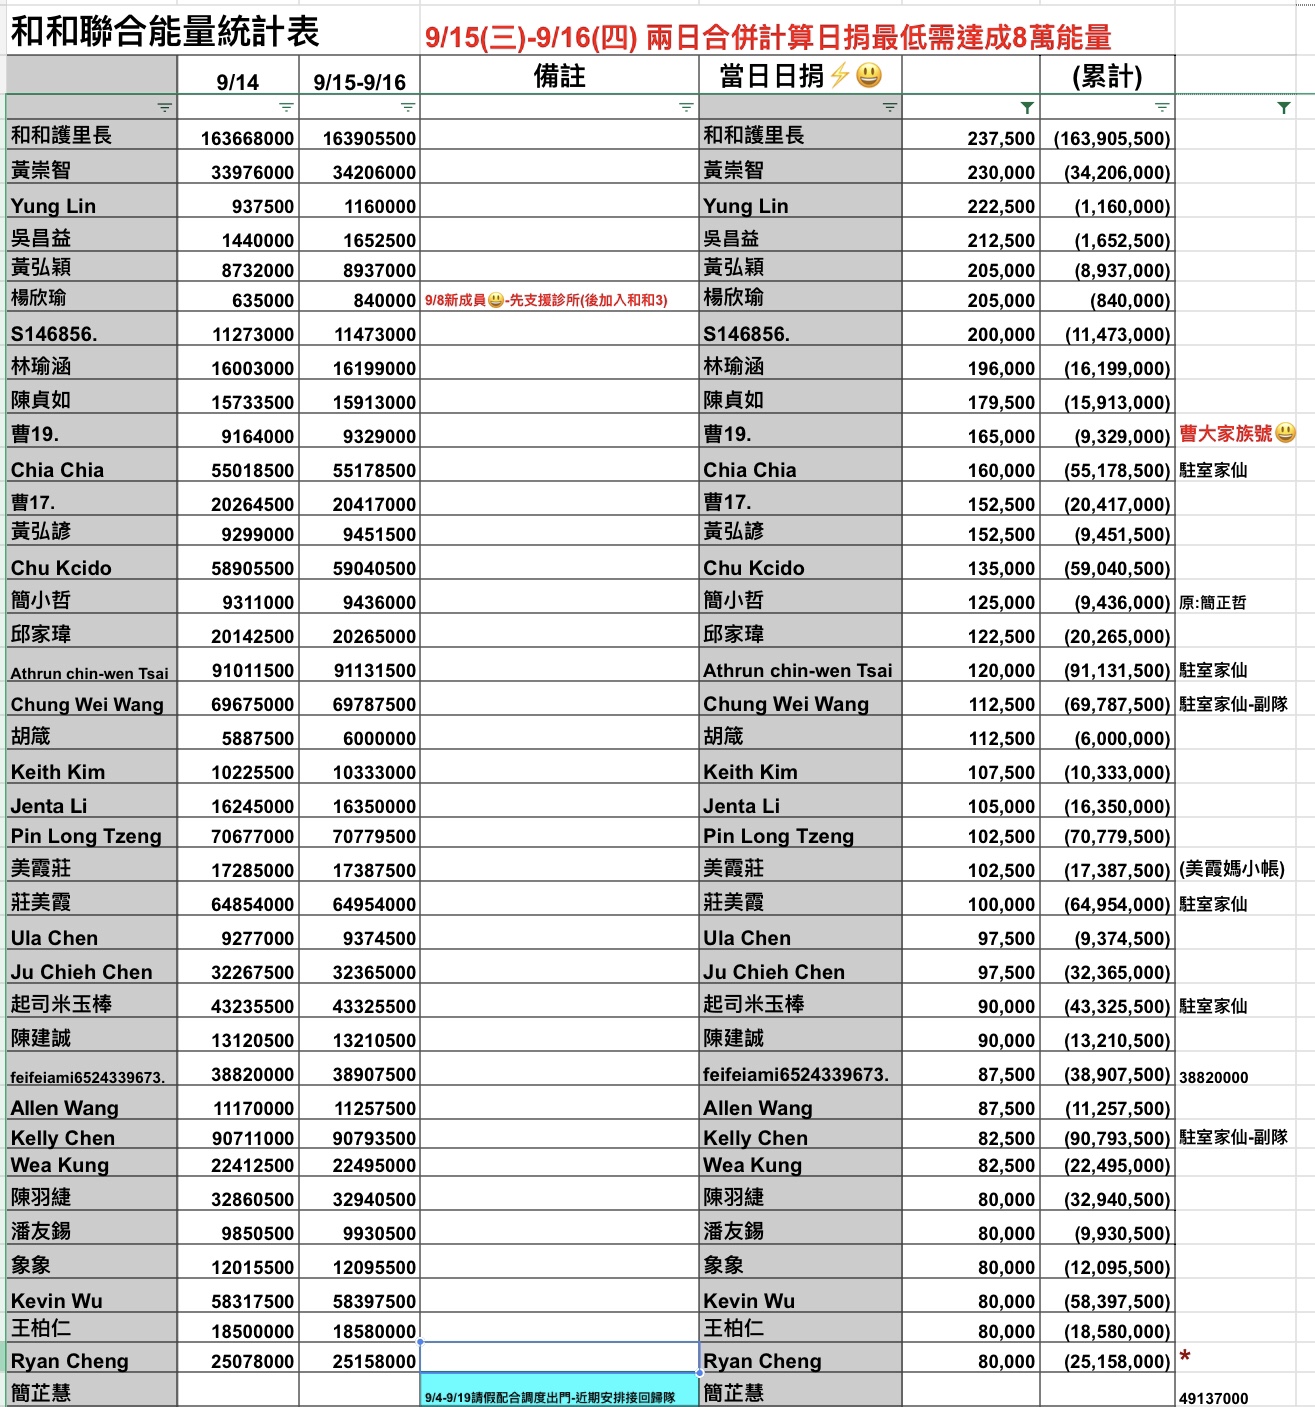 和和聯合能量統計表 9/15(三)-9/16(四) 兩日合併計算日捐最低需達成8萬能量
9/14 9/15-9/16 備註 當日日捐⚡😃 (累計)
和和護里長 163668000 163905500 和和護里長 237,500 (163,905,500)
黃崇智 33976000 34206000 黃崇智 230,000 (34,206,000)
Yung Lin 937500 1160000 Yung Lin 222,500 (1,160,000)
吳昌益 1440000 1652500 吳昌益 212,500 (1,652,500)
黃弘穎 8732000 8937000 黃弘穎 205,000 (8,937,000)
楊欣瑜 635000 840000 9/8新成員😃-先支援診所(後加入和和3) 楊欣瑜 205,000 (840,000)
S146856. 11273000 11473000 S146856. 200,000 (11,473,000)
林瑜涵 16003000 16199000 林瑜涵 196,000 (16,199,000)
陳貞如 15733500 15913000 陳貞如 179,500 (15,913,000)
曹19. 9164000 9329000 曹19. 165,000 (9,329,000) 曹大家族號😃
Chia Chia 55018500 55178500 Chia Chia 160,000 (55,178,500) 駐室家仙
曹17. 20264500 20417000 曹17. 152,500 (20,417,000)
黃弘諺 9299000 9451500 黃弘諺 152,500 (9,451,500)
Chu Kcido 58905500 59040500 Chu Kcido 135,000 (59,040,500)
簡小哲 9311000 9436000 簡小哲 125,000 (9,436,000) 原:簡正哲
邱家瑋 20142500 20265000 邱家瑋 122,500 (20,265,000)
Athrun chin-wen Tsai 91011500 91131500 Athrun chin-wen Tsai 120,000 (91,131,500) 駐室家仙
Chung Wei Wang 69675000 69787500 Chung Wei Wang 112,500 (69,787,500) 駐室家仙-副隊
胡箴 5887500 6000000 胡箴 112,500 (6,000,000)
Keith Kim 10225500 10333000 Keith Kim 107,500 (10,333,000)
Jenta Li 16245000 16350000 Jenta Li 105,000 (16,350,000)
Pin Long Tzeng 70677000 70779500 Pin Long Tzeng 102,500 (70,779,500)
美霞莊 17285000 17387500 美霞莊 102,500 (17,387,500) (美霞媽小帳)
莊美霞 64854000 64954000 莊美霞 100,000 (64,954,000) 駐室家仙
Ula Chen 9277000 9374500 Ula Chen 97,500 (9,374,500)
Ju Chieh Chen 32267500 32365000 Ju Chieh Chen 97,500 (32,365,000)
起司米玉棒 43235500 43325500 起司米玉棒 90,000 (43,325,500) 駐室家仙
陳建誠 13120500 13210500 陳建誠 90,000 (13,210,500)
feifeiami6524339673. 38820000 38907500 feifeiami6524339673. 87,500 (38,907,500) 38820000
Allen Wang 11170000 11257500 Allen Wang 87,500 (11,257,500)
Kelly Chen 90711000 90793500 Kelly Chen 82,500 (90,793,500) 駐室家仙-副隊
Wea Kung 22412500 22495000 Wea Kung 82,500 (22,495,000)
陳羽緁 32860500 32940500 陳羽緁 80,000 (32,940,500)
潘友錫 9850500 9930500 潘友錫 80,000 (9,930,500)
象象 12015500 12095500 象象 80,000 (12,095,500)
Kevin Wu 58317500 58397500 Kevin Wu 80,000 (58,397,500)
王柏仁 18500000 18580000 王柏仁 80,000 (18,580,000)
Ryan Cheng 25078000 25158000 Ryan Cheng 80,000 (25,158,000) *
簡芷慧 9/4-9/19請假配合調度出門-近期安排接回歸隊 簡芷慧 49137000